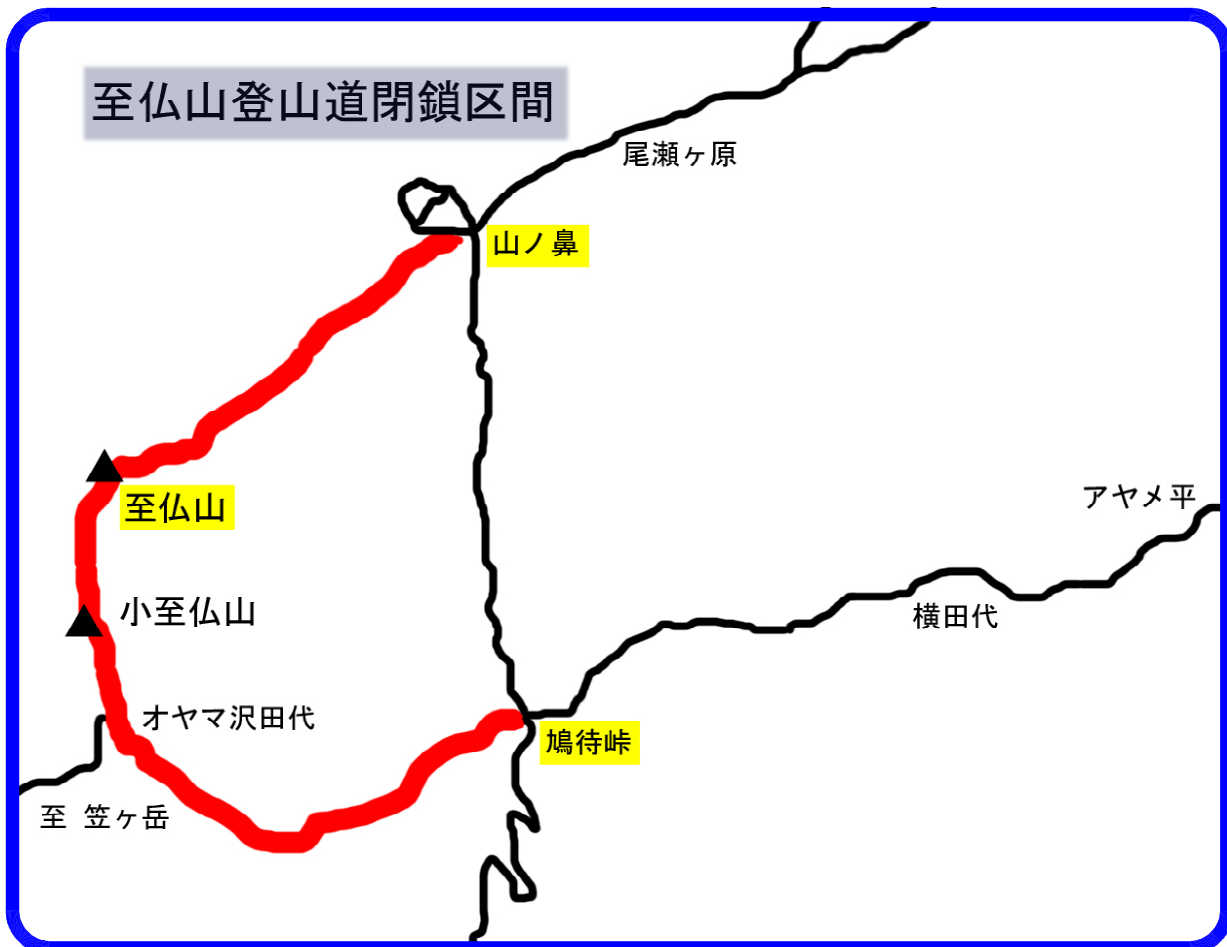 至仏山登山道閉鎖区間
尾瀬ヶ原
山ノ鼻
アヤメ平
至仏山
小至仏山
横田代
オヤマ沢田代
鳩待峠
至 笠ヶ岳